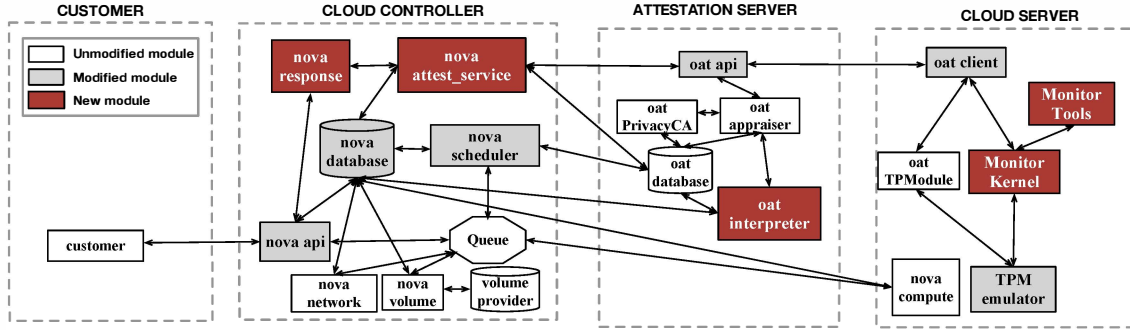 CUSTOMER
CLOUD CONTROLLER
ATTESTATION SERVER
CLOUD SERVER
Unmodified module
Modified module
New module
nova
response
nova
attest_service
oat api
oat client
Monitor
Tools
nova
database
nova
scheduler
oat
PrivacyCA
oat
appraiser
oat
database
oat
TPModule
Monitor
Kernel
oat
interpreter
customer
nova api
Queue
nova
network
nova
volume
volume
provider
nova
compute
TPM
emulator